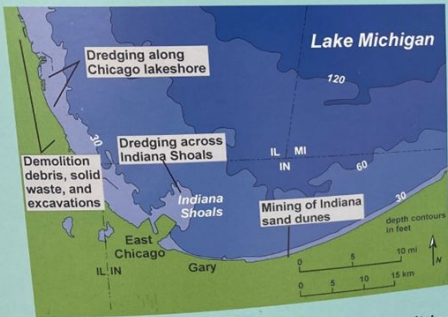 Lake Michigan
Dredging along
Chicago lakeshore
120
30
Dredging across
Indiana Shoals
IL MI
IN
60
Demolition
debris, solid
waste, and
excavations
Indiana
Shoals
Mining of Indiana
sand dunes
30
depth contours
in feet
East
Chicago
Gary
IL IN
0 5 10 mi
0 5 10 15 km
N